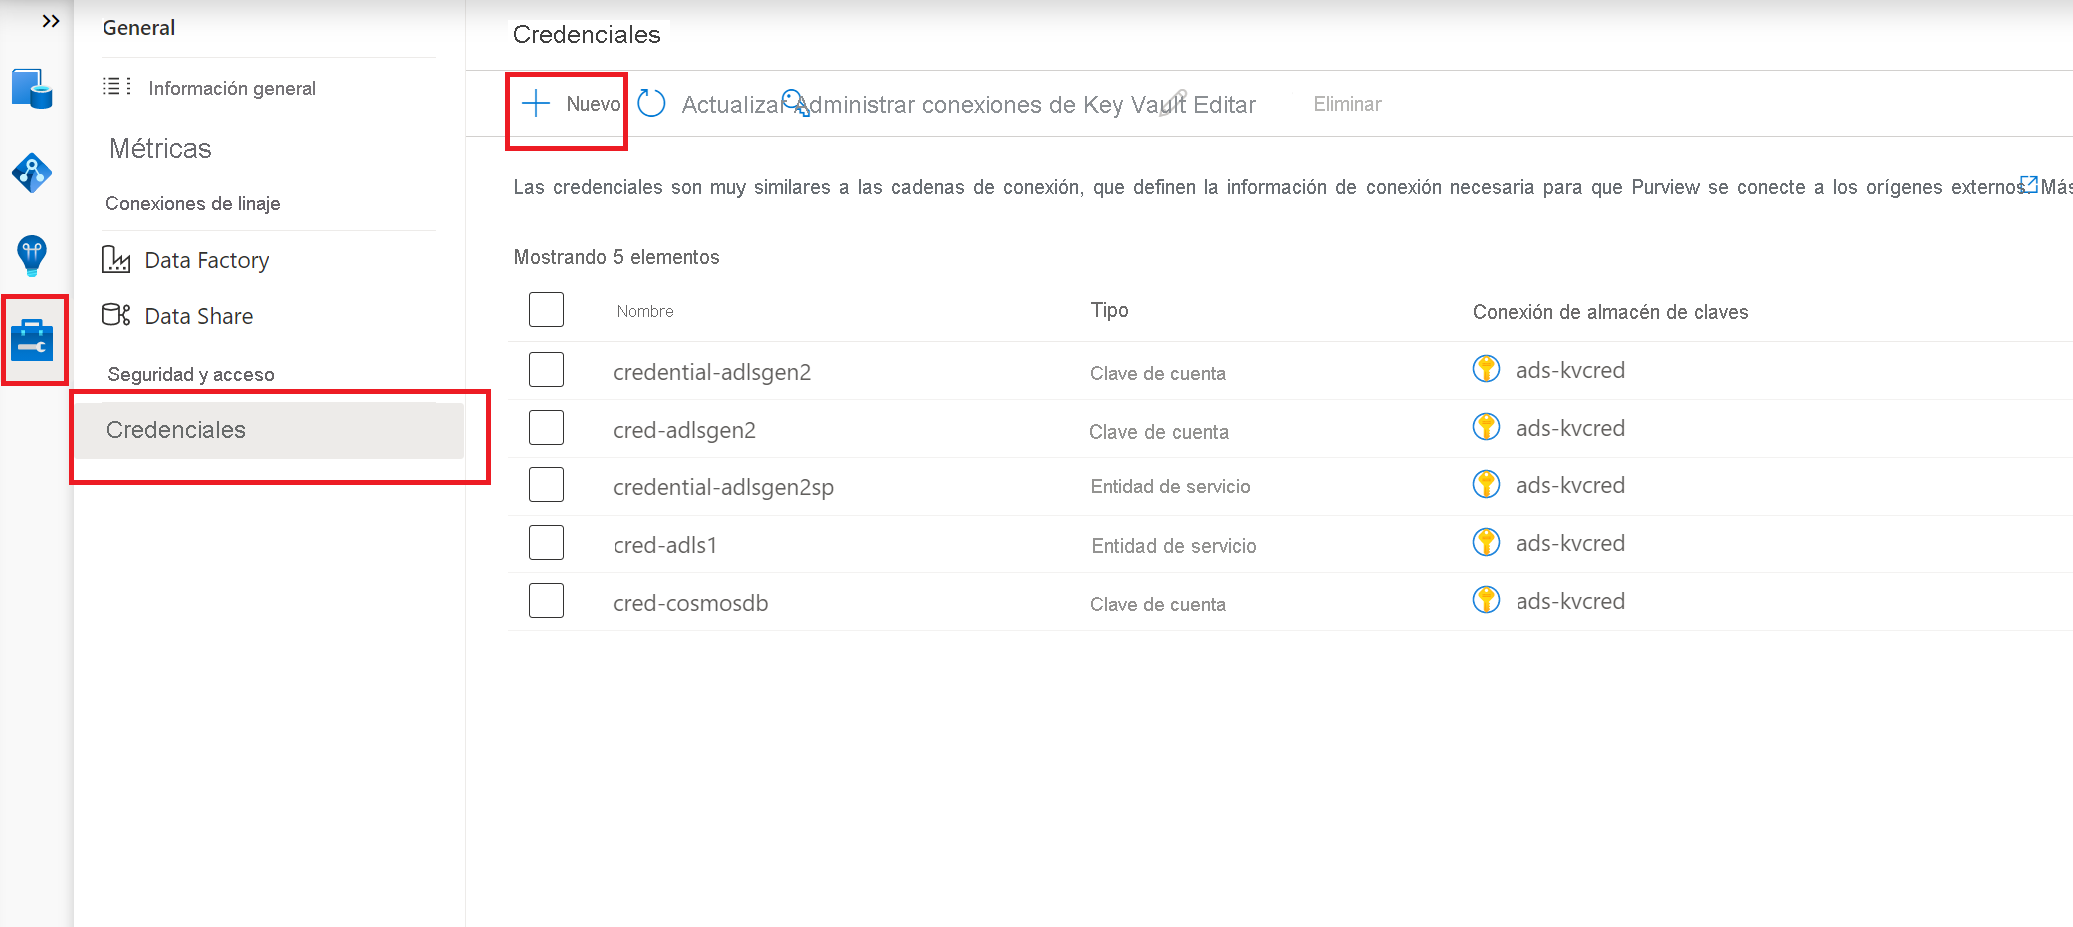 General
Información general
Métricas
Conexiones de linaje
Data Factory
Data Share
Seguridad y acceso
Credenciales
Credenciales
Nuevo Actualizar Administrar conexiones de Key Vault Editar Eliminar
Las credenciales son muy similares a las cadenas de conexión, que definen la información de conexión necesaria para que Purview se conecte a los orígenes externos. Más
Mostrando 5 elementos
Nombre Tipo Conexión de almacén de claves
credential-adlsgen2 Clave de cuenta ads-kvcred
cred-adlsgen2 Clave de cuenta ads-kvcred
credential-adlsgen2sp Entidad de servicio ads-kvcred
cred-adls1 Entidad de servicio ads-kvcred
cred-cosmosdb Clave de cuenta ads-kvcred